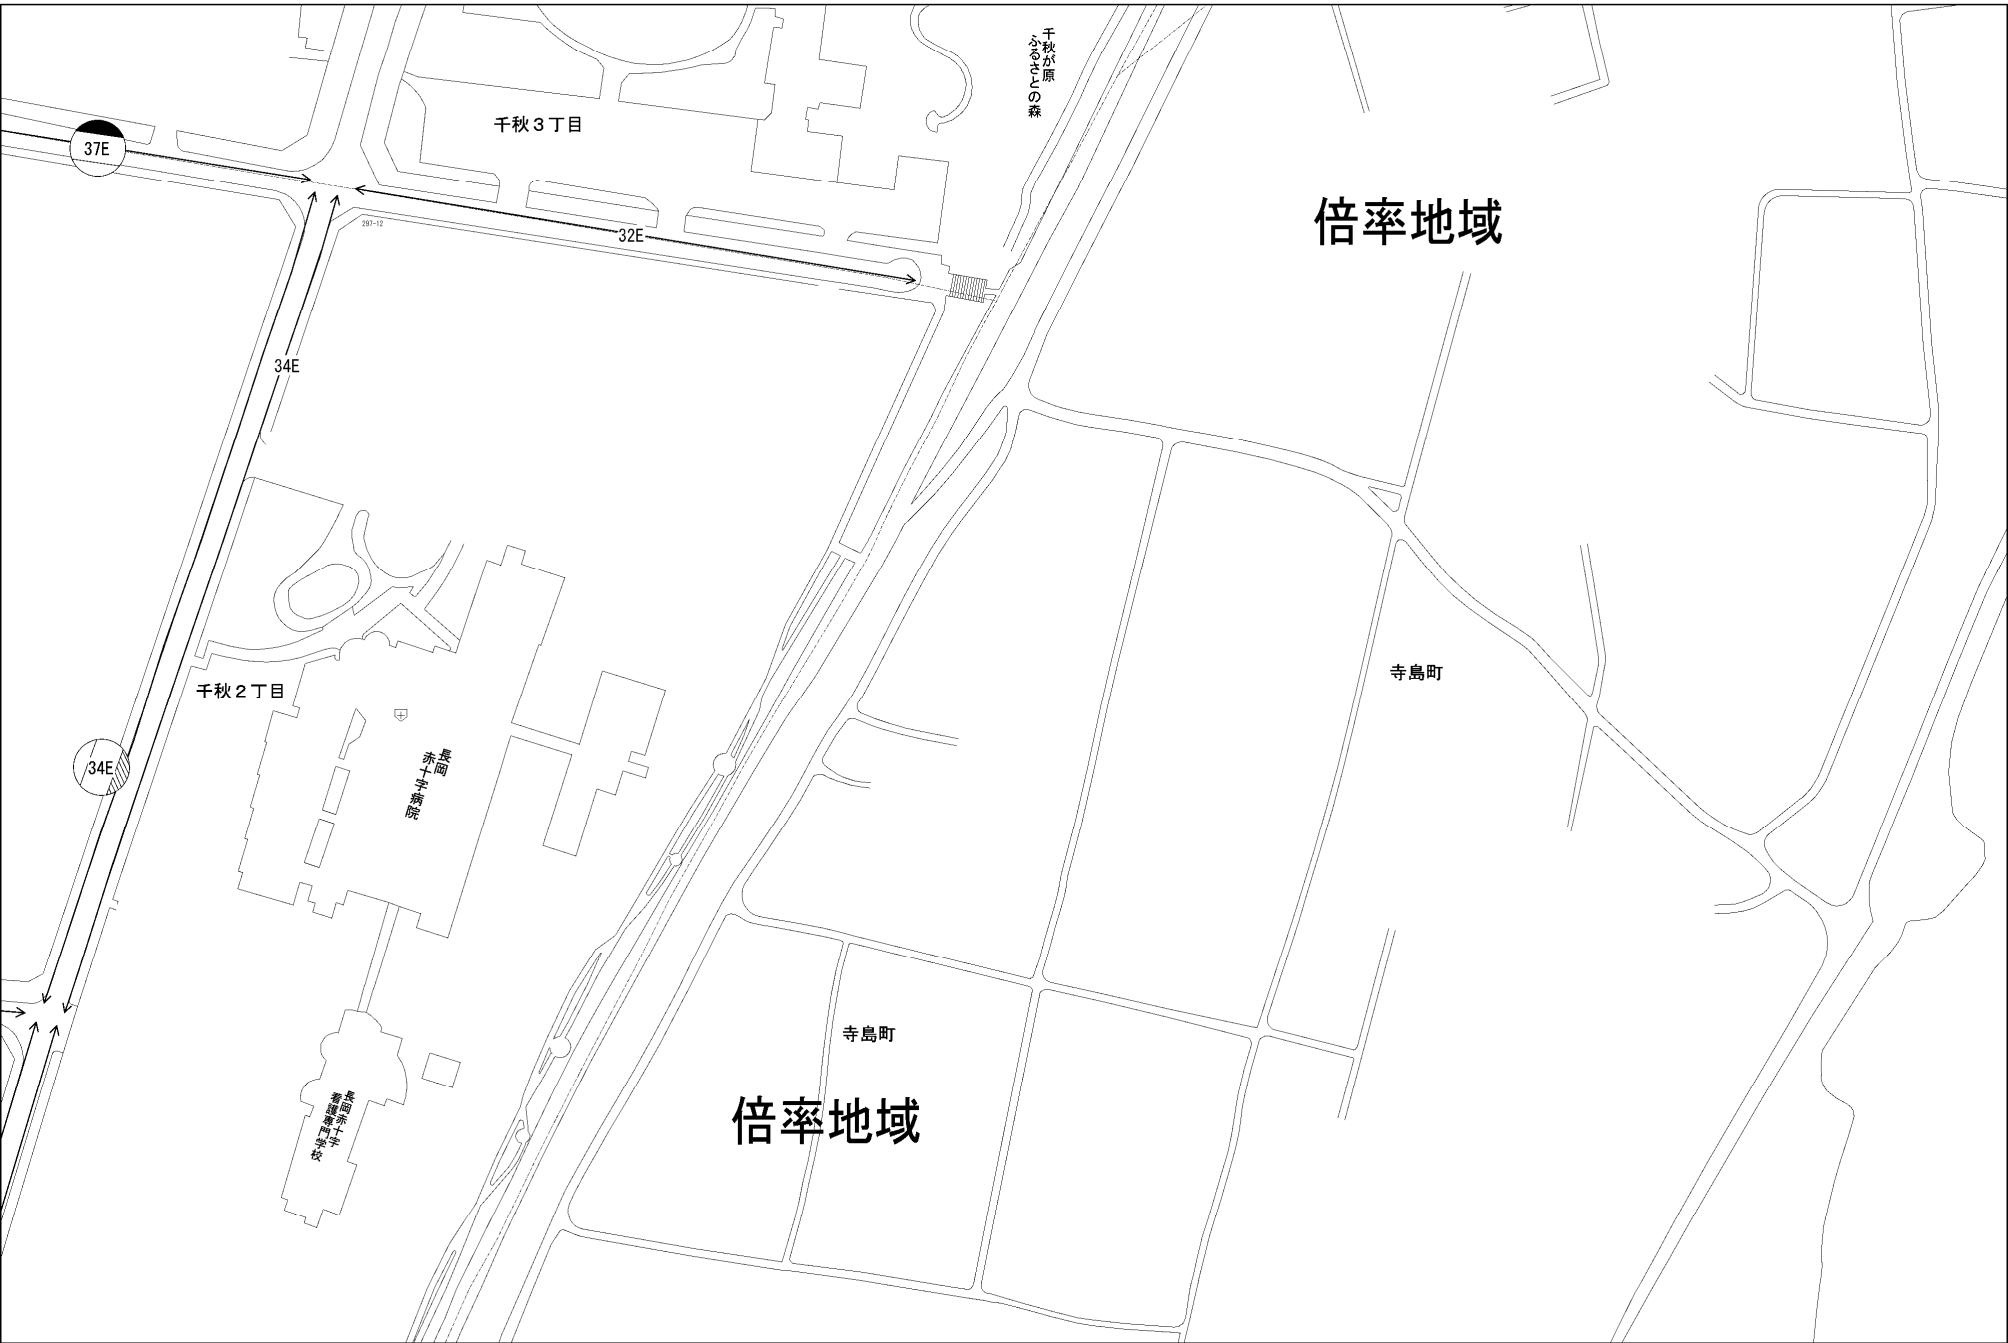 千秋が原
ふるさとの森
千秋３丁目
37E
倍率地域
297-12
32E
34E
寺島町
千秋２丁目
長岡
赤十字病院
34E
寺島町
倍率地域
長岡赤十字
看護専門学校